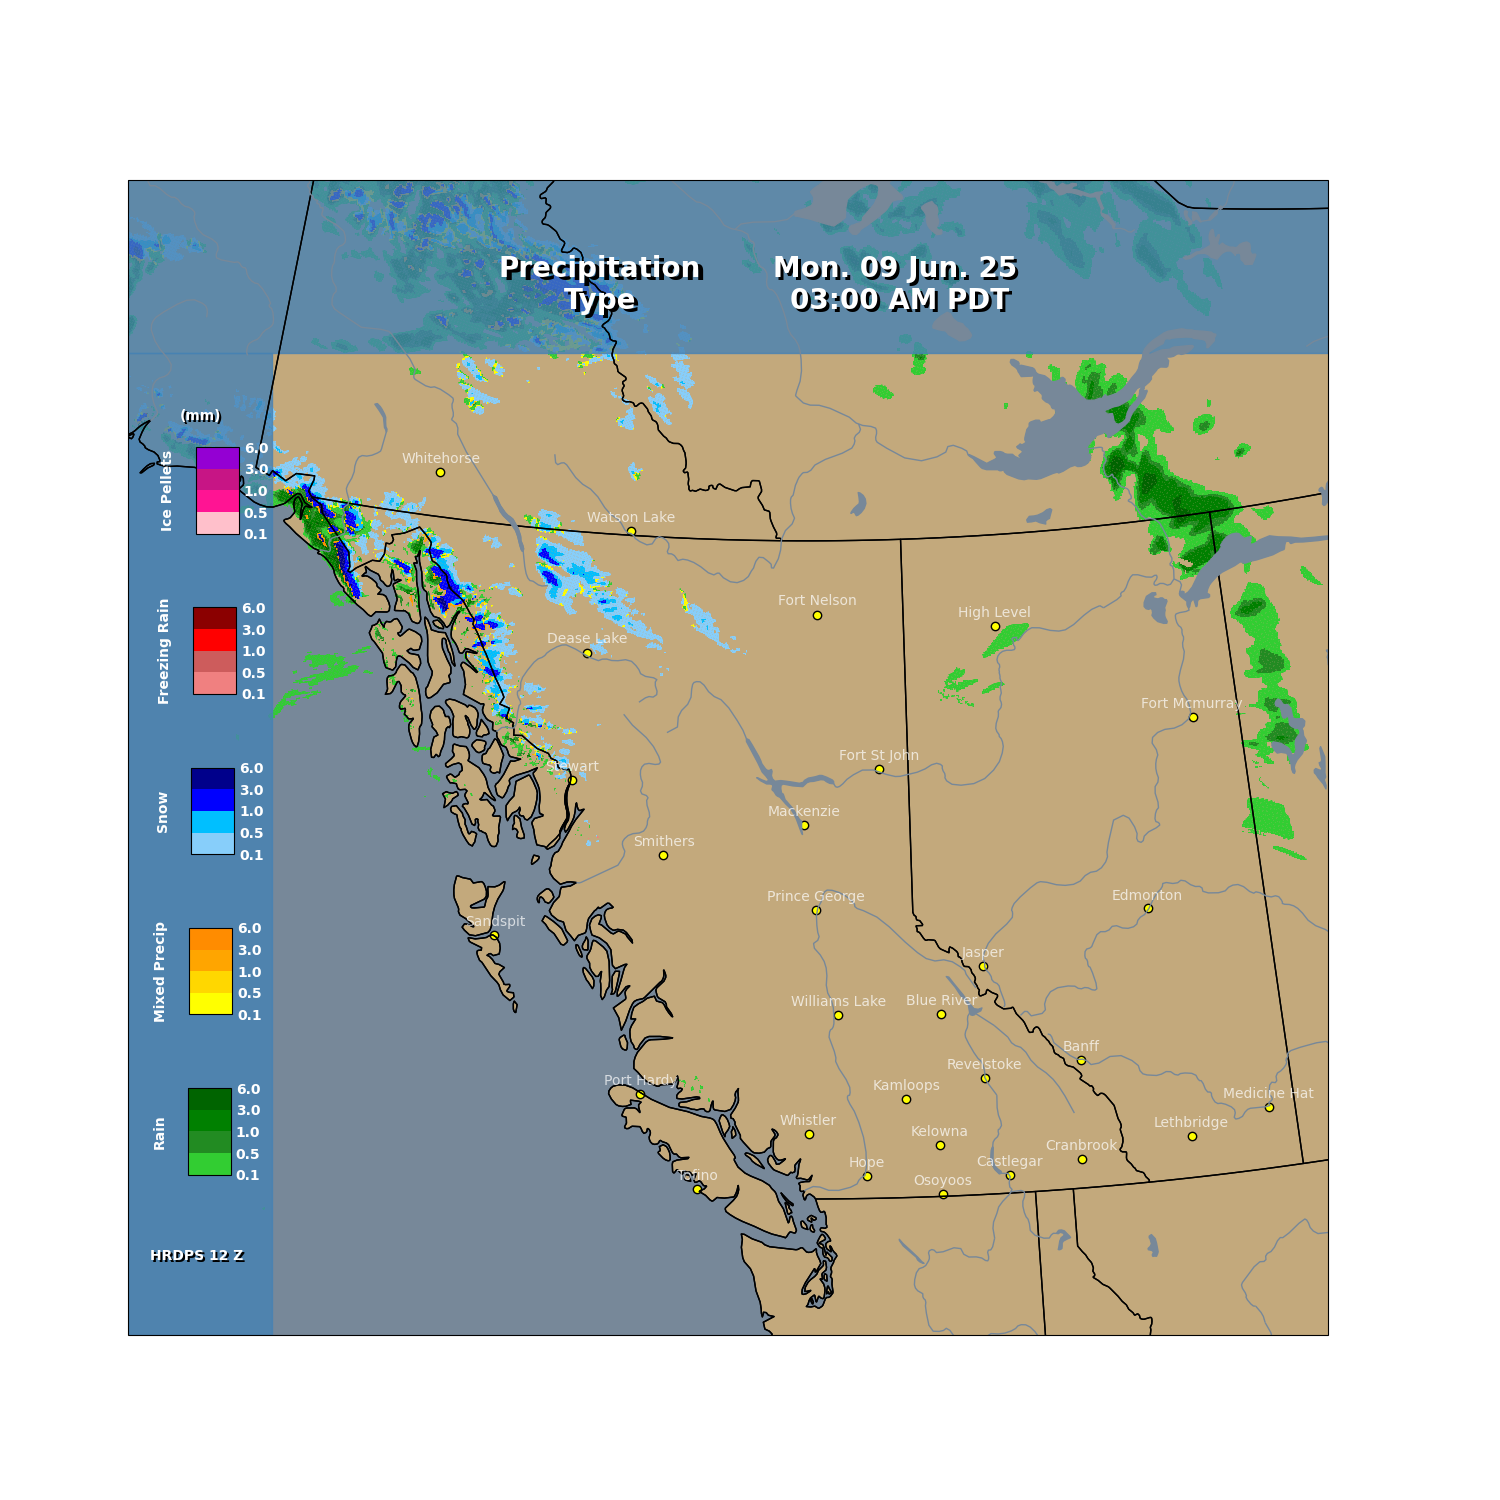 Precipitation
Type
Mon. 09 Jun. 25
03:00 AM PDT
(mm)
Ice Pellets
6.0
3.0
1.0
0.5
0.1
Freezing Rain
6.0
3.0
1.0
0.5
0.1
Snow
6.0
3.0
1.0
0.5
0.1
Mixed Precip
6.0
3.0
1.0
0.5
0.1
Rain
6.0
3.0
1.0
0.5
0.1
HRDPS 12 Z
Whitehorse
Watson Lake
Fort Nelson
High Level
Dease Lake
Fort Mcmurray
Fort St John
Stewart
Mackenzie
Smithers
Prince George
Edmonton
Sandspit
Jasper
Williams Lake
Blue River
Banff
Revelstoke
Port Hardy
Kamloops
Medicine Hat
Whistler
Lethbridge
Kelowna
Cranbrook
Hope
Castlegar
Tofino
Osoyoos